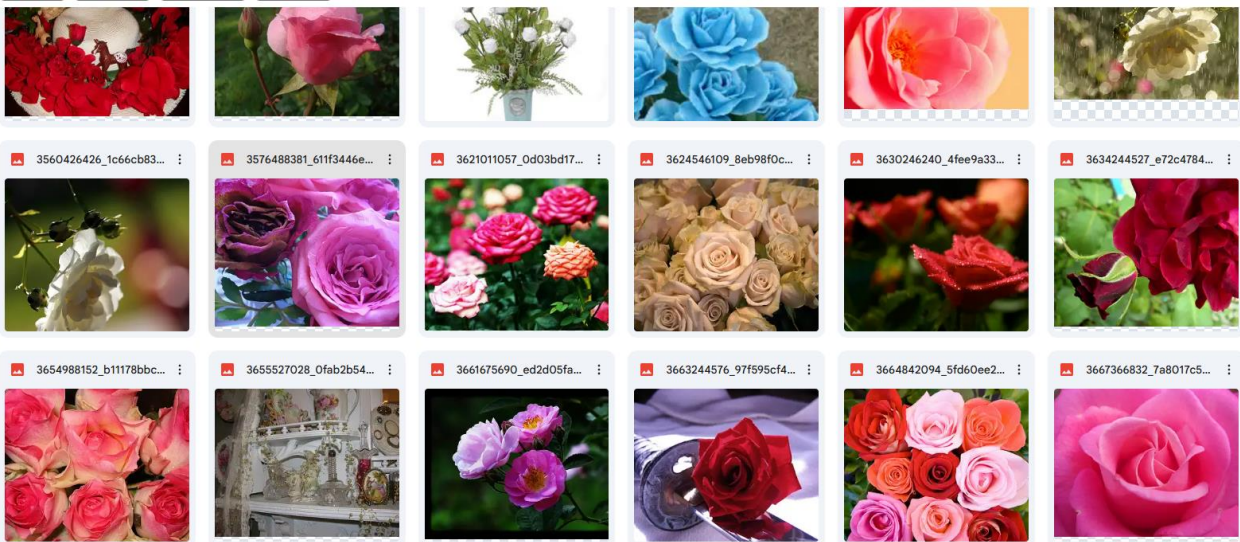 3560426426_1c66cb83...
3576488381_611f3446e...
3621011057_0d03bd17...
3624546109_8eb98f0c...
3630246240_4fee9a33...
3634244527_e72c4784...
3654988152_b11178bbc...
3655527028_0fab2b54...
3661675690_ed2d05fa...
3663244576_97f595cf4...
3664842094_5fd60ee2...
3667366832_7a8017c5...